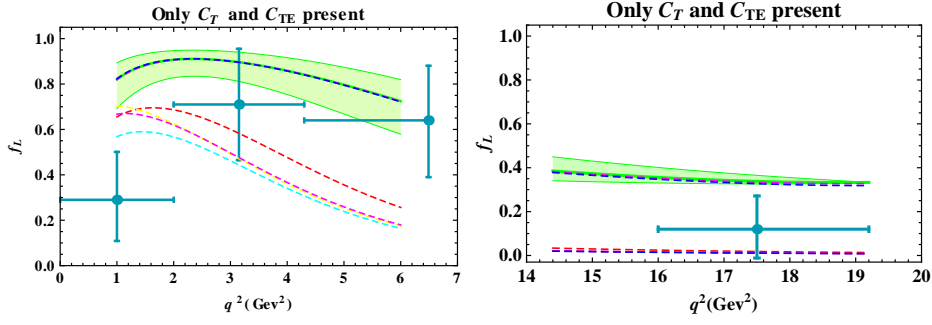 Only C_T and C_TE present
f_L
1.0
0.8
0.6
0.4
0.2
0.0
0 1 2 3 4 5 6 7
q^2(Gev^2)
Only C_T and C_TE present
f_L
1.0
0.8
0.6
0.4
0.2
0.0
14 15 16 17 18 19 20
q^2(Gev^2)